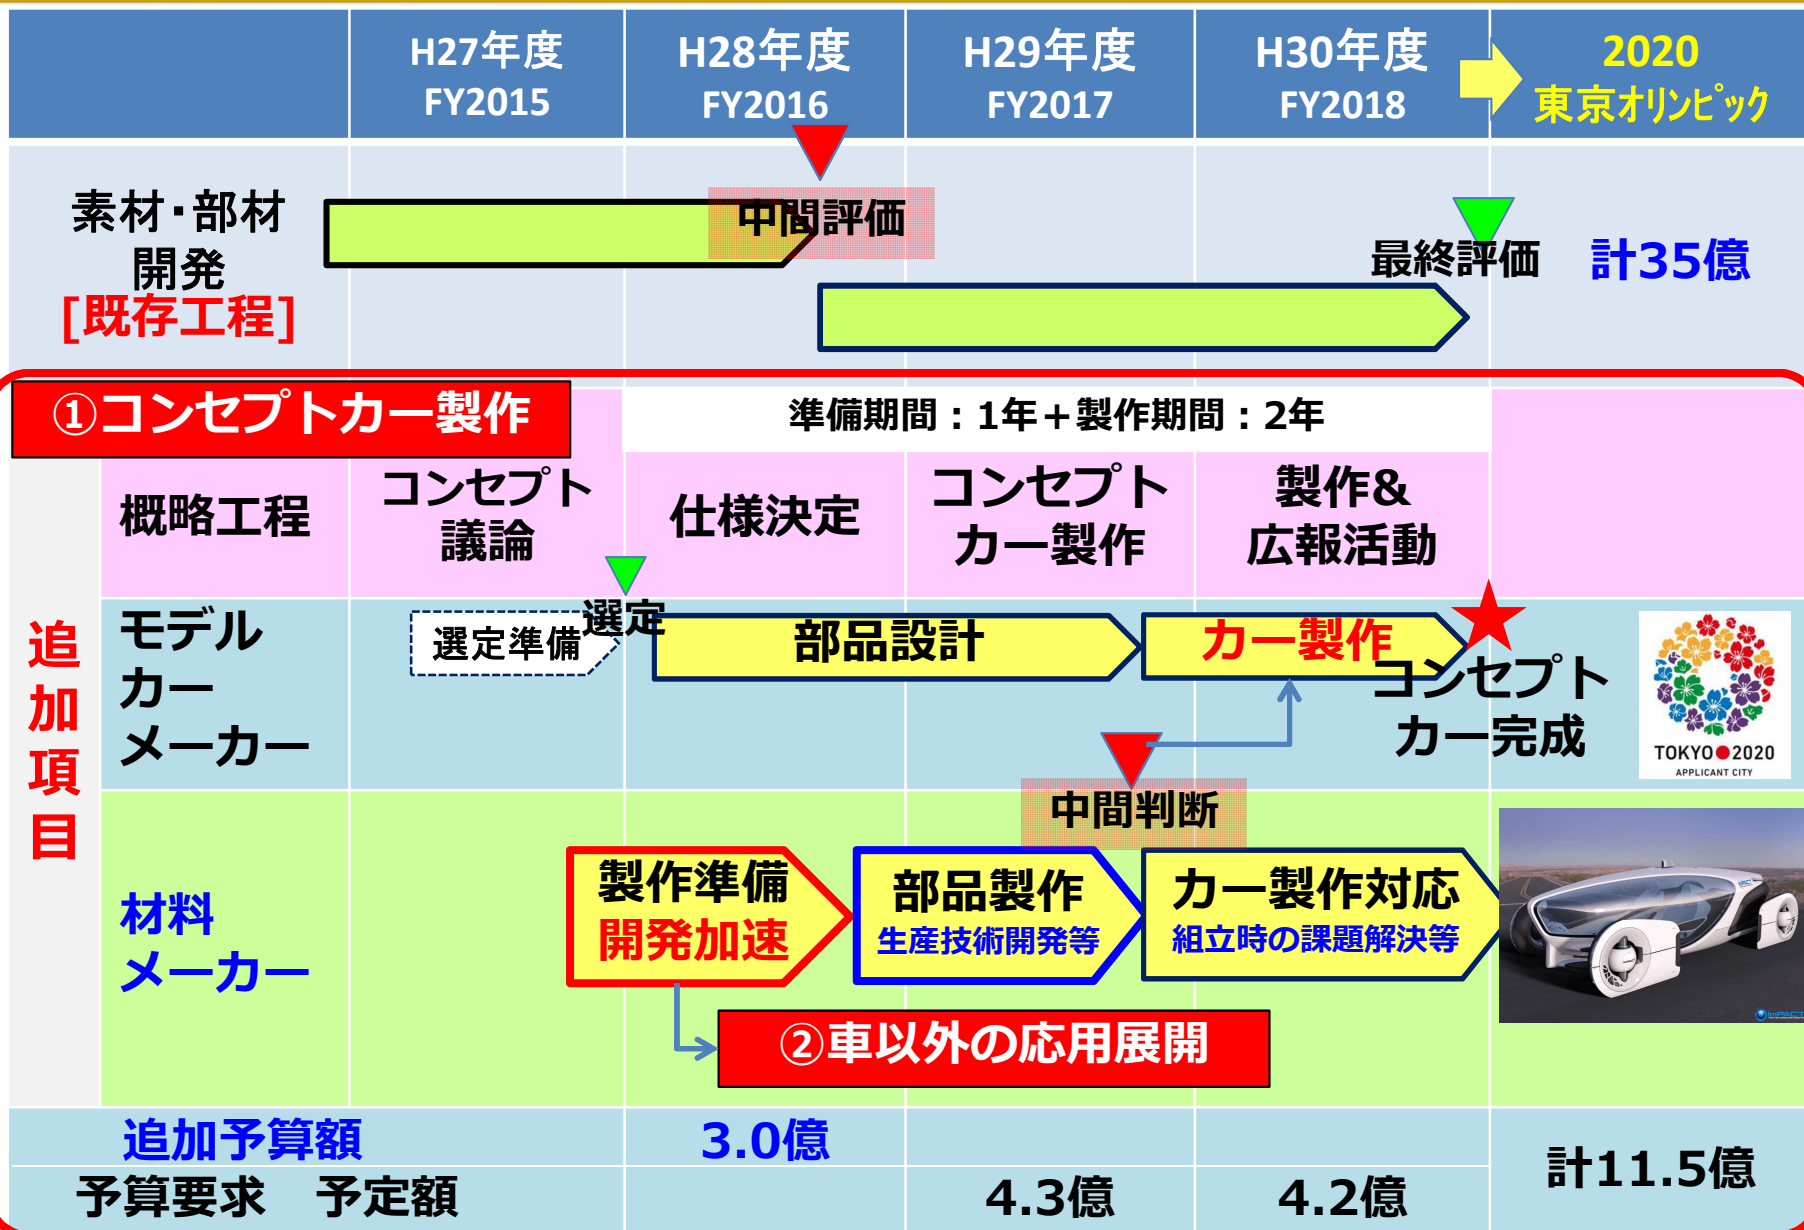 H27年度
FY2015
H28年度
FY2016
H29年度
FY2017
H30年度
FY2018
2020
東京オリンピック
素材・部材
開発
[既存工程]
中間評価
最終評価
計35億
①コンセプトカー製作
準備期間：1年＋製作期間：2年
追加項目
概略工程
コンセプト
議論
仕様決定
コンセプト
カー製作
製作&
広報活動
モデル
カー
メーカー
選定準備
選定
部品設計
カー製作
コンセプト
カー完成
TOKYO 2020
APPLICANT CITY
中間判断
材料
メーカー
製作準備
開発加速
部品製作
生産技術開発等
カー製作対応
組立時の課題解決等
ImPACT
②車以外の応用展開
追加予算額
3.0億
計11.5億
予算要求　予定額
4.3億
4.2億